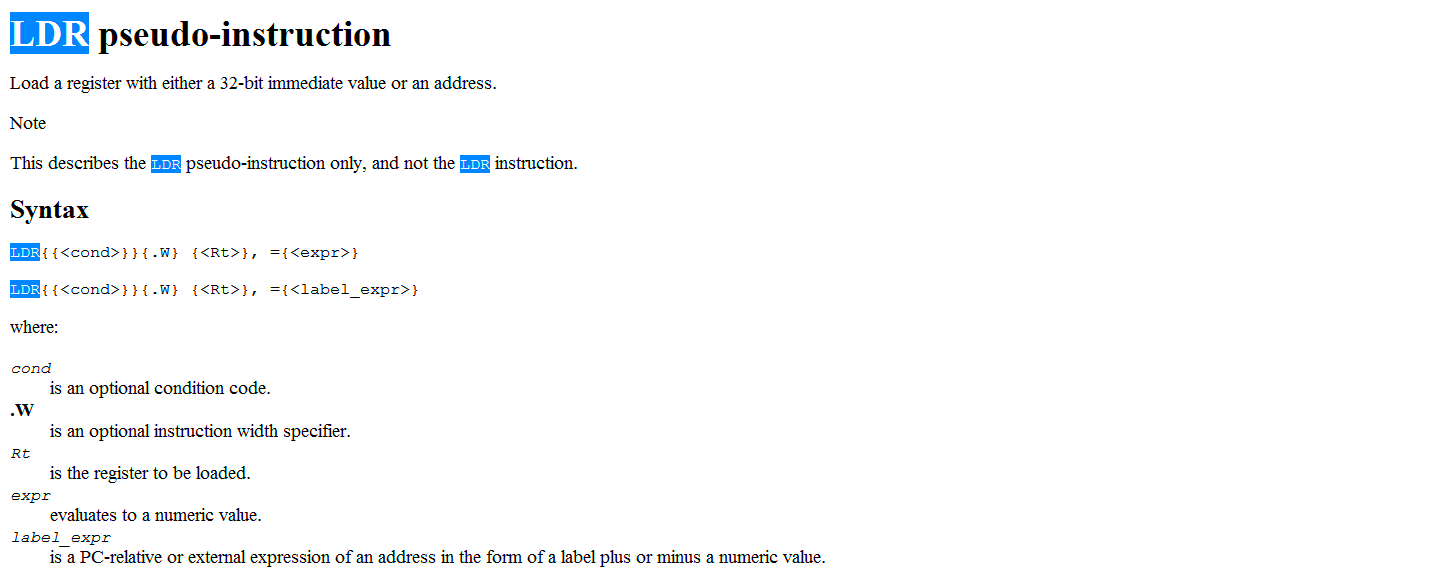 LDR pseudo-instruction
Load a register with either a 32-bit immediate value or an address.
Note
This describes the LDR pseudo-instruction only, and not the LDR instruction.
Syntax
LDR{{<cond>}}{.W} {<Rt>}, ={<expr>}
LDR{{<cond>}}{.W} {<Rt>}, ={<label_expr>}
where:
cond
is an optional condition code.
.W
is an optional instruction width specifier.
Rt
is the register to be loaded.
expr
evaluates to a numeric value.
label_expr
is a PC-relative or external expression of an address in the form of a label plus or minus a numeric value.